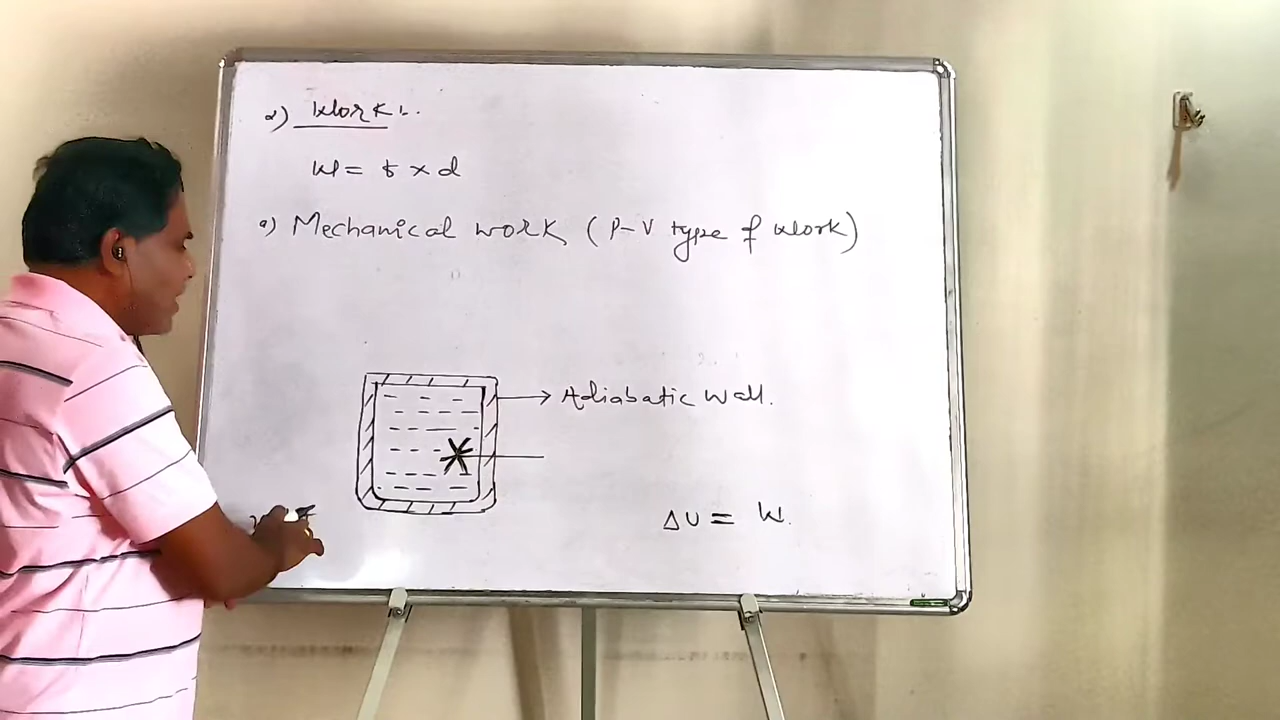 2) Work:-
W = f × d
a) Mechanical work (P-V type of work)
Adiabatic Wall.
ΔU = W.